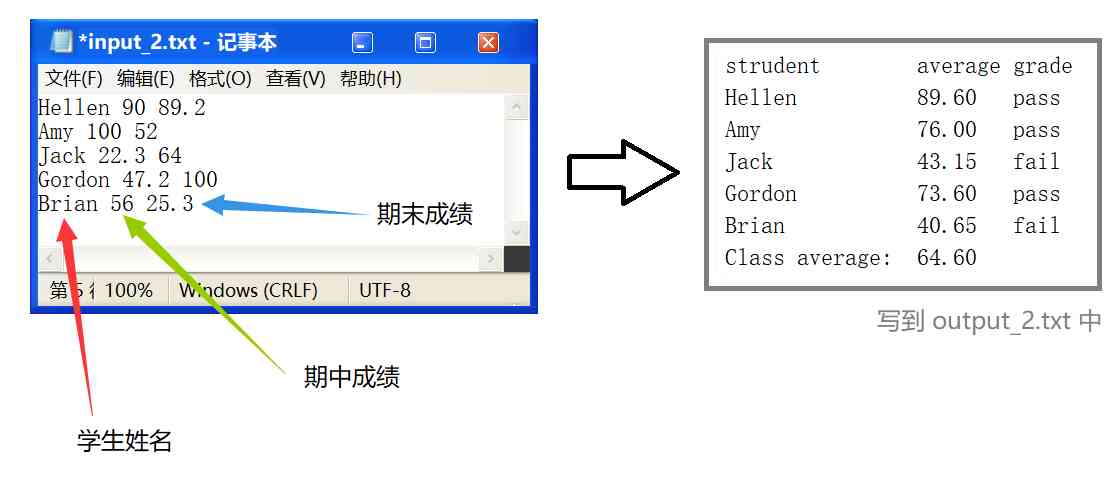 *input_2.txt - 记事本
文件(F) 编辑(E) 格式(O) 查看(V) 帮助(H)
Hellen 90 89.2
Amy 100 52
Jack 22.3 64
Gordon 47.2 100
Brian 56 25.3
第 5 100% Windows (CRLF) UTF-8
期末成绩
期中成绩
学生姓名
strudent average grade
Hellen 89.60 pass
Amy 76.00 pass
Jack 43.15 fail
Gordon 73.60 pass
Brian 40.65 fail
Class average: 64.60
写到 output_2.txt 中